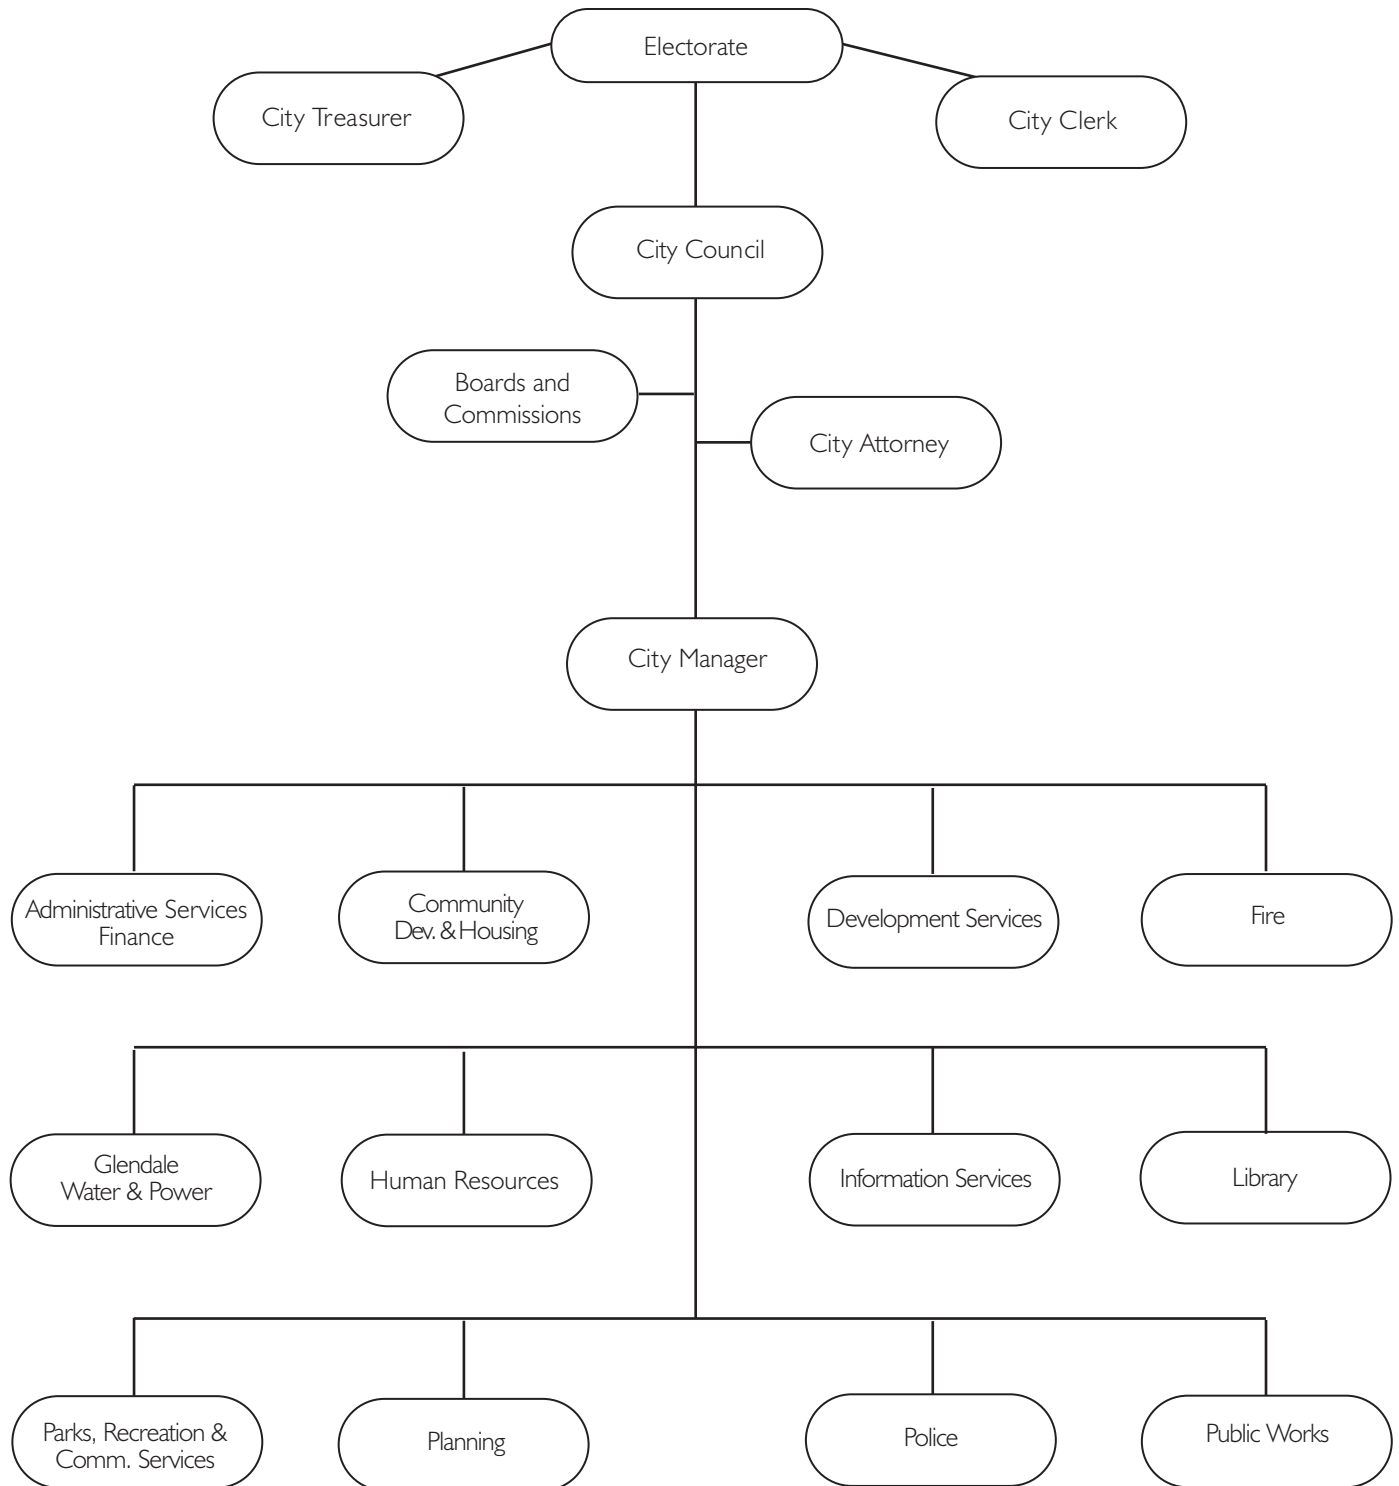 Electorate
City Treasurer
City Clerk
City Council
Boards and
Commissions
City Attorney
City Manager
Administrative Services
Finance
Community
Dev. & Housing
Development Services
Fire
Glendale
Water & Power
Human Resources
Information Services
Library
Parks, Recreation &
Comm. Services
Planning
Police
Public Works